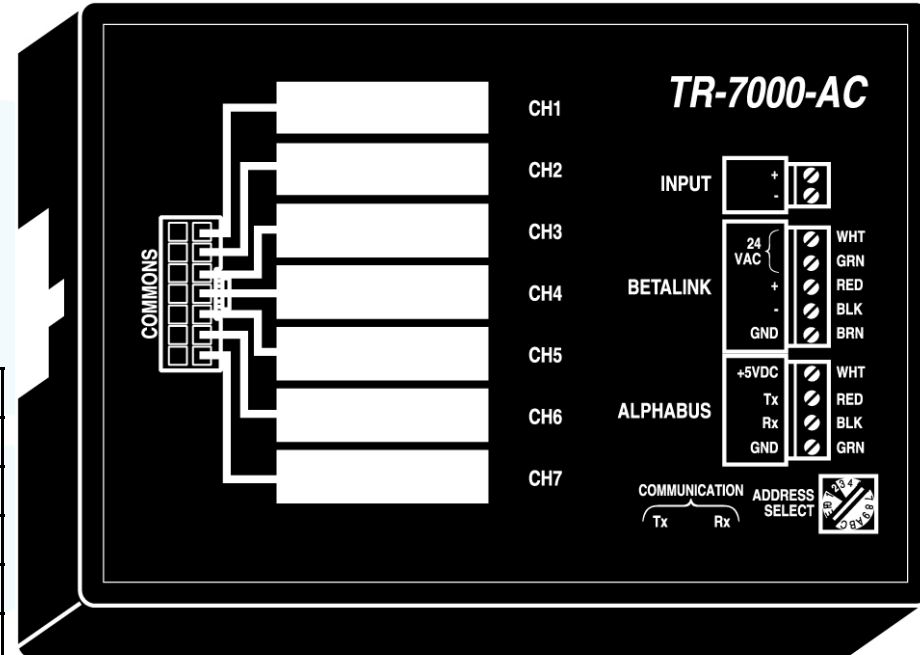 TR-7000-AC
COMMONS
CH1
CH2
CH3
CH4
CH5
CH6
CH7
INPUT
+
-
BETALINK
24
VAC
+
-
GND
WHT
GRN
RED
BLK
BRN
ALPHABUS
+5VDC
Tx
Rx
GND
WHT
RED
BLK
GRN
COMMUNICATION
Tx Rx
ADDRESS
SELECT